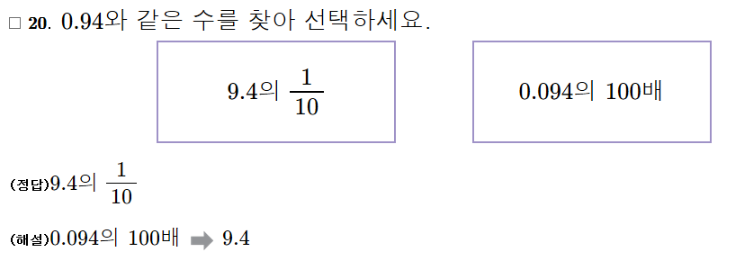 □ 20. 0.94와 같은 수를 찾아 선택하세요.
9.4의 1/10
0.094의 100배
(정답)9.4의 1/10
(해설)0.094의 100배 ➡ 9.4